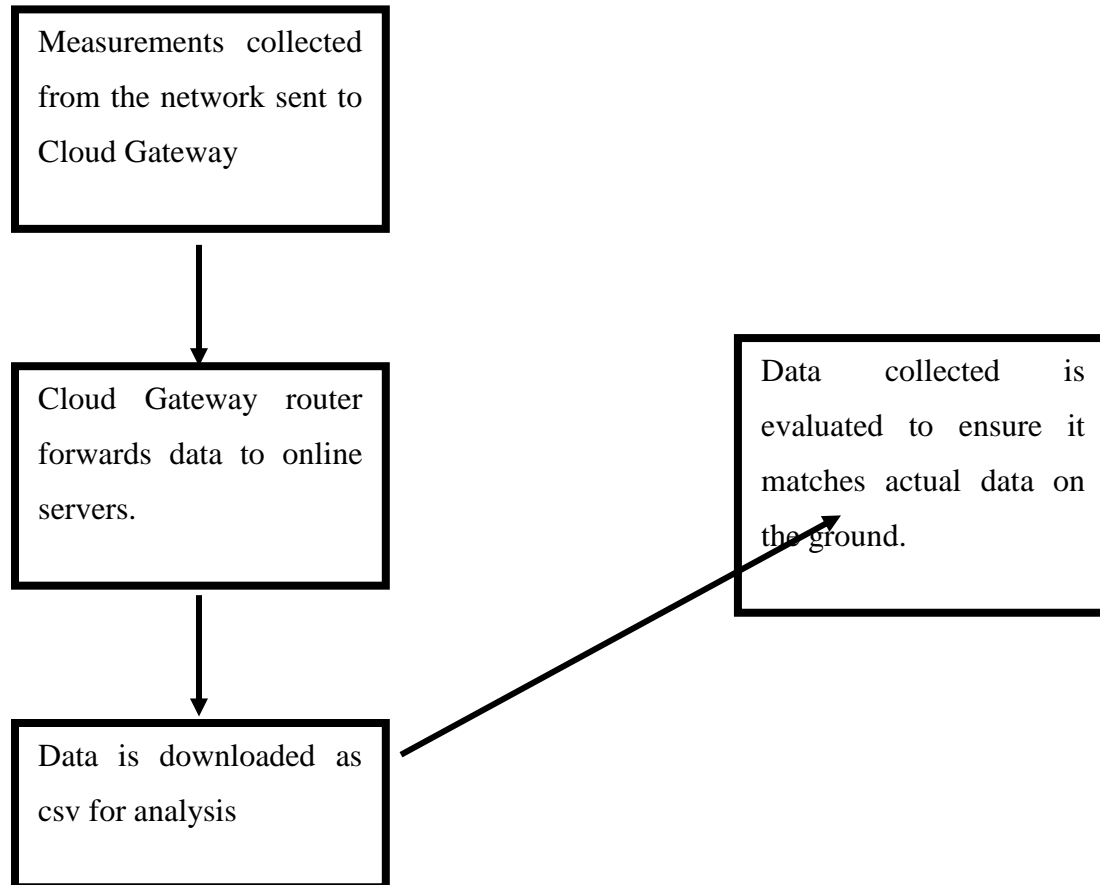 Measurements collected
from the network sent to
Cloud Gateway
Cloud Gateway router
forwards data to online
servers.
Data is downloaded as
csv for analysis
Data collected is
evaluated to ensure it
matches actual data on
the ground.